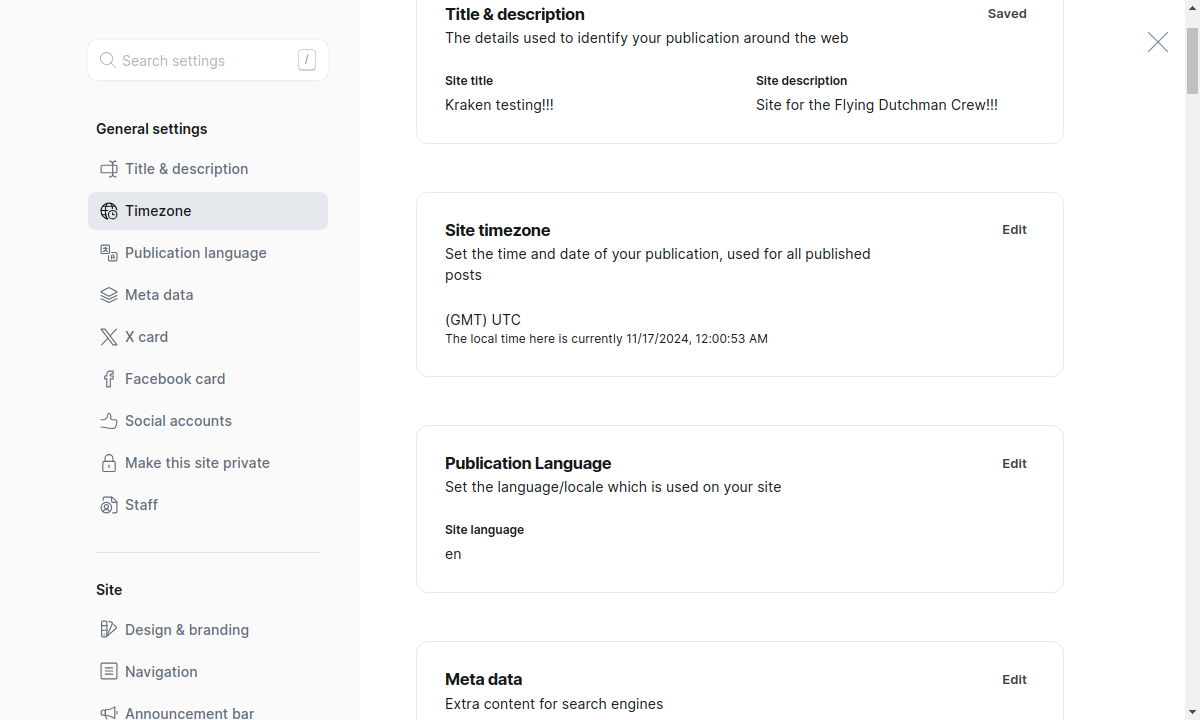 Search settings /
General settings
Title & description
Timezone
Publication language
Meta data
X card
Facebook card
Social accounts
Make this site private
Staff
Site
Design & branding
Navigation
Announcement bar
Title & description
Saved
The details used to identify your publication around the web
Site title
Kraken testing!!!
Site description
Site for the Flying Dutchman Crew!!!
Site timezone
Edit
Set the time and date of your publication, used for all published
posts
(GMT) UTC
The local time here is currently 11/17/2024, 12:00:53 AM
Publication Language
Edit
Set the language/locale which is used on your site
Site language
en
Meta data
Edit
Extra content for search engines